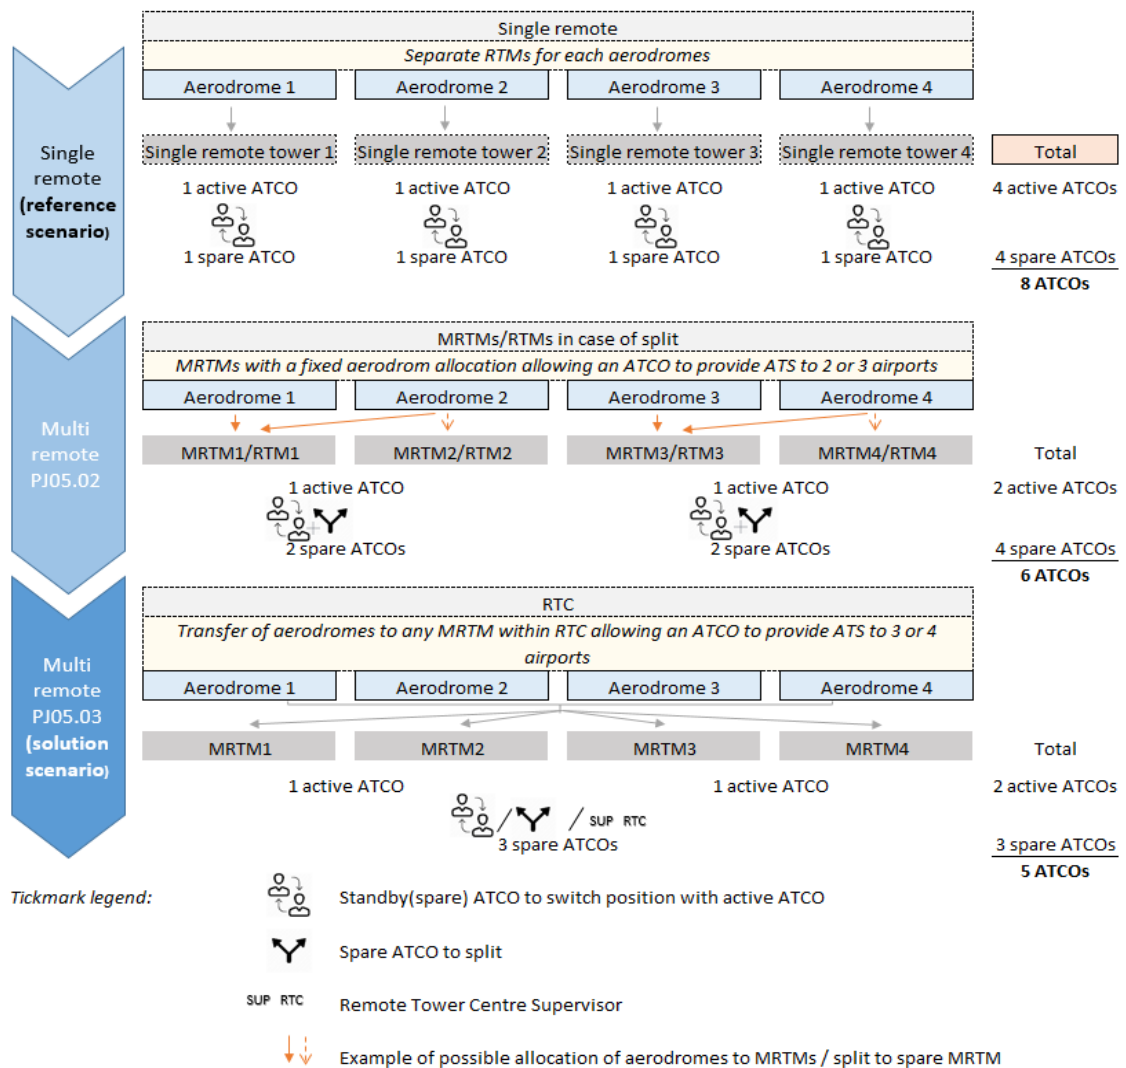 Single remote
Separate RTMs for each aerodromes
Aerodrome 1 Aerodrome 2 Aerodrome 3 Aerodrome 4
Single remote tower 1 Single remote tower 2 Single remote tower 3 Single remote tower 4 Total
Single
remote
(reference
scenario)
1 active ATCO 1 active ATCO 1 active ATCO 1 active ATCO 4 active ATCOs
1 spare ATCO 1 spare ATCO 1 spare ATCO 1 spare ATCO 4 spare ATCOs
8 ATCOs
MRTMs/RTMs in case of split
MRTMs with a fixed aerodrom allocation allowing an ATCO to provide ATS to 2 or 3 airports
Aerodrome 1 Aerodrome 2 Aerodrome 3 Aerodrome 4
Multi
remote
PJ05.02
MRTM1/RTM1 MRTM2/RTM2 MRTM3/RTM3 MRTM4/RTM4 Total
1 active ATCO 1 active ATCO 2 active ATCOs
2 spare ATCOs 2 spare ATCOs 4 spare ATCOs
6 ATCOs
RTC
Transfer of aerodromes to any MRTM within RTC allowing an ATCO to provide ATS to 3 or 4
airports
Aerodrome 1 Aerodrome 2 Aerodrome 3 Aerodrome 4
Multi
remote
PJ05.03
(solution
scenario)
MRTM1 MRTM2 MRTM3 MRTM4 Total
1 active ATCO 1 active ATCO 2 active ATCOs
/ / SUP RTC
3 spare ATCOs 3 spare ATCOs
5 ATCOs
Tickmark legend: Standby(spare) ATCO to switch position with active ATCO
Spare ATCO to split
SUP RTC Remote Tower Centre Supervisor
Example of possible allocation of aerodromes to MRTMs / split to spare MRTM